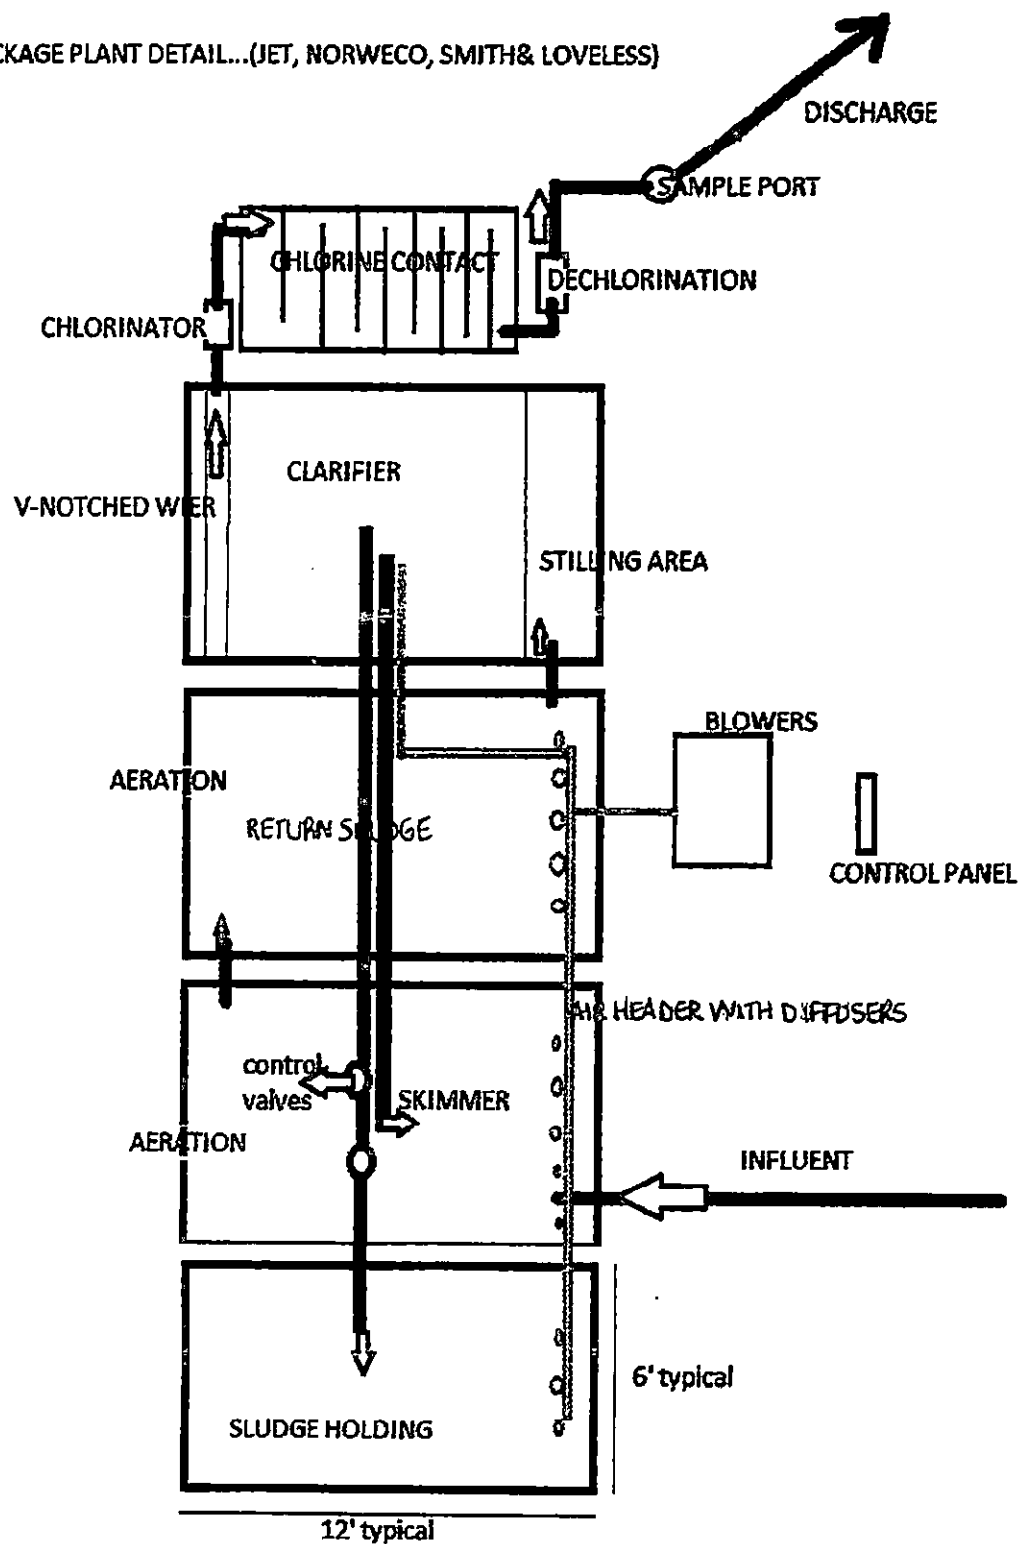 CKAGE PLANT DETAIL...(JET, NORWECO, SMITH& LOVELESS)
DISCHARGE
SAMPLE PORT
CHLORINE CONTACT
DECHLORINATION
CHLORINATOR
CLARIFIER
V-NOTCHED WIER
STILLING AREA
BLOWERS
AERATION
RETURN SLUDGE
CONTROL PANEL
AIR HEADER WITH DIFFUSERS
control
valves
SKIMMER
AERATION
INFLUENT
6' typical
SLUDGE HOLDING
12' typical